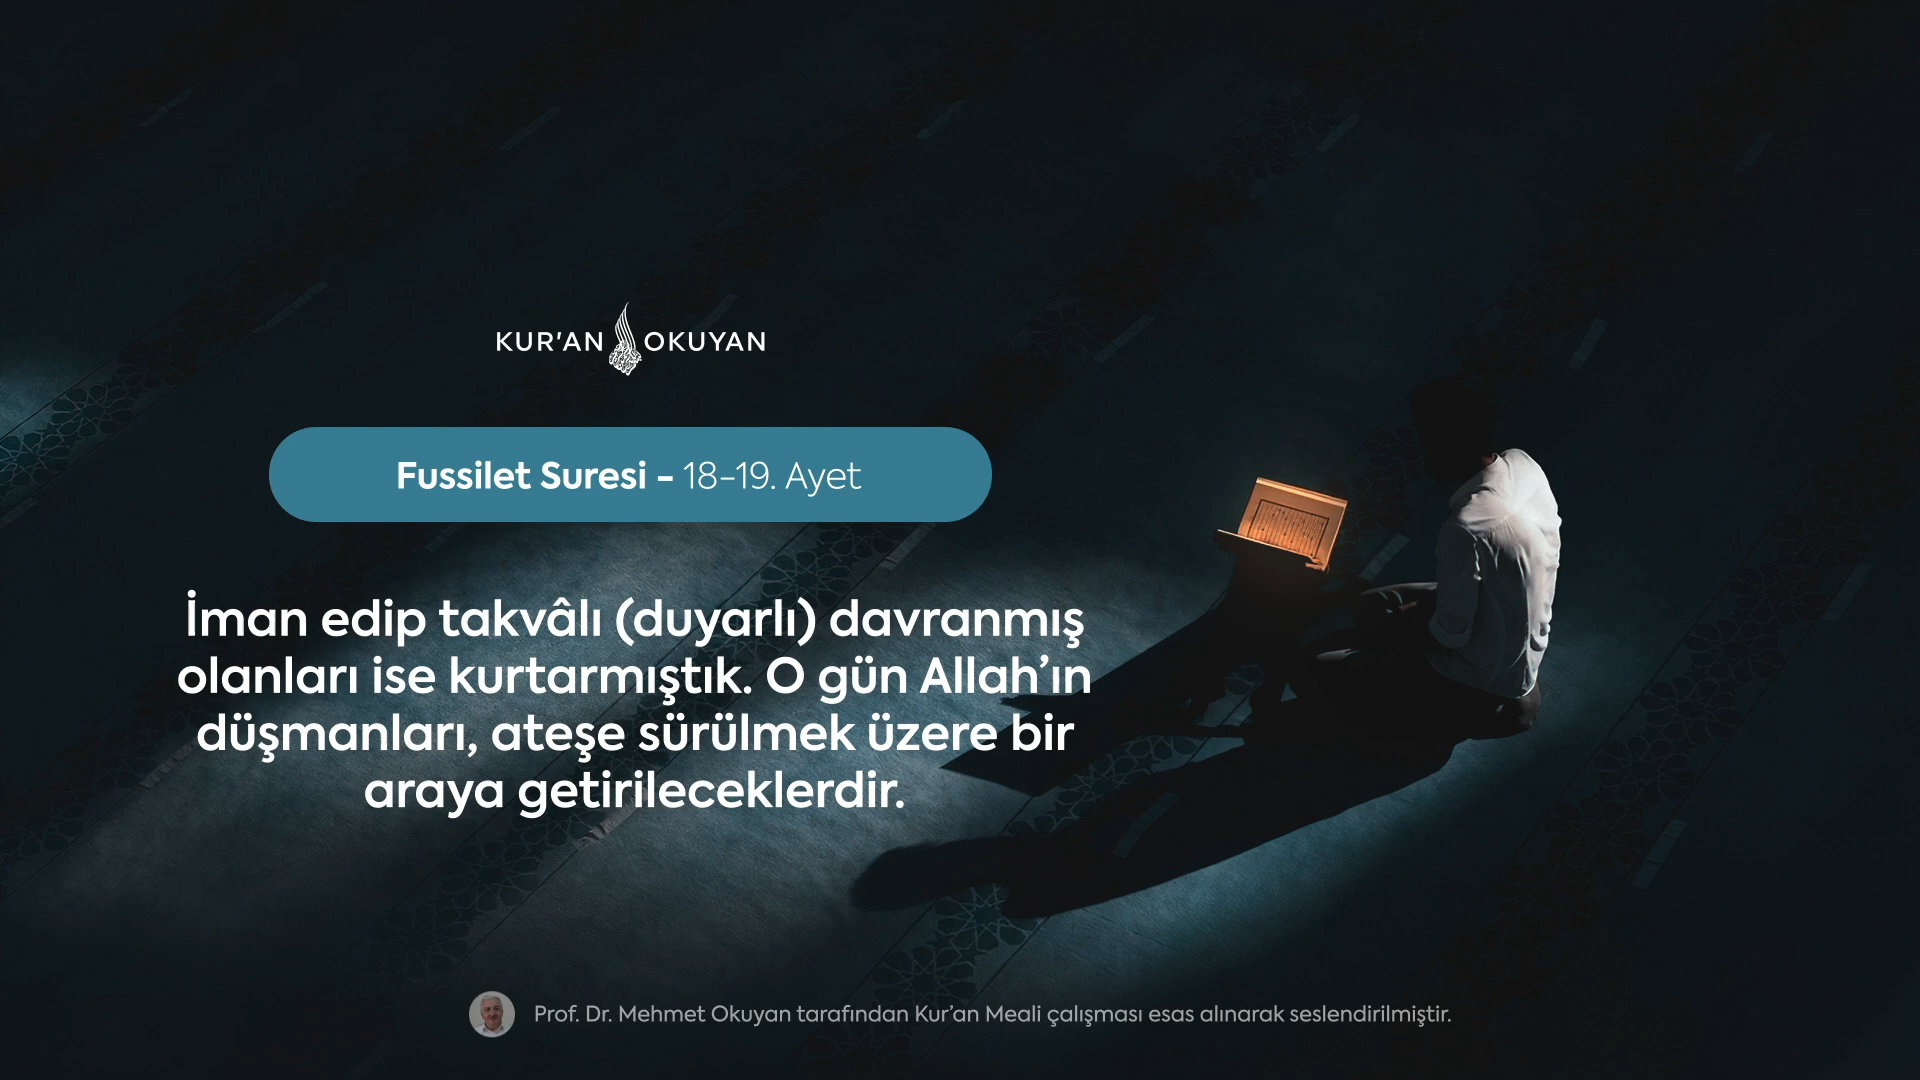 KUR'AN OKUYAN
Fussilet Suresi - 18-19. Ayet
İman edip takvâlı (duyarlı) davranmış
olanları ise kurtarmıştık. O gün Allah’ın
düşmanları, ateşe sürülmek üzere bir
araya getirileceklerdir.
Prof. Dr. Mehmet Okuyan tarafından Kur’an Meali çalışması esas alınarak seslendirilmiştir.